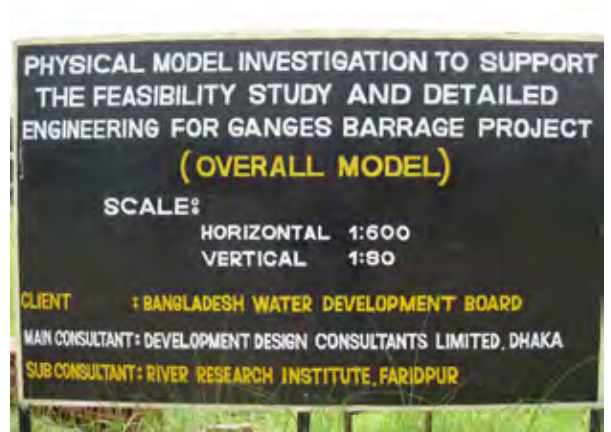 PHYSICAL MODEL INVESTIGATION TO SUPPORT
THE FEASIBILITY STUDY AND DETAILED
ENGINEERING FOR GANGES BARRAGE PROJECT
(OVERALL MODEL)
SCALE:
HORIZONTAL 1:600
VERTICAL 1:80
CLIENT : BANGLADESH WATER DEVELOPMENT BOARD
MAIN CONSULTANT: DEVELOPMENT DESIGN CONSULTANTS LIMITED, DHAKA
SUB CONSULTANT: RIVER RESEARCH INSTITUTE, FARIDPUR